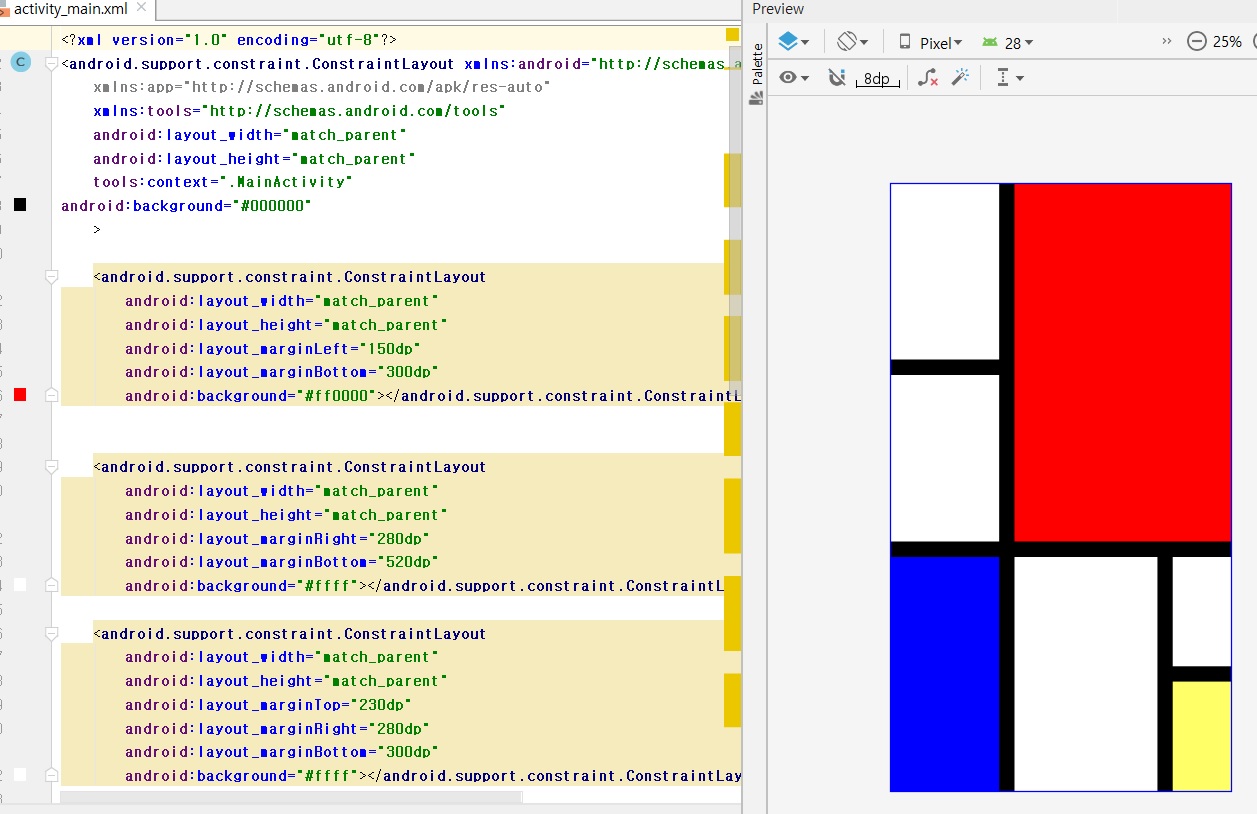 activity_main.xml
<?xml version="1.0" encoding="utf-8"?>
<android.support.constraint.ConstraintLayout xmlns:android="http://schemas.a
xmlns:app="http://schemas.android.com/apk/res-auto"
xmlns:tools="http://schemas.android.com/tools"
android:layout_width="match_parent"
android:layout_height="match_parent"
tools:context=".MainActivity"
android:background="#000000"
>
<android.support.constraint.ConstraintLayout
android:layout_width="match_parent"
android:layout_height="match_parent"
android:layout_marginLeft="150dp"
android:layout_marginBottom="300dp"
android:background="#ff0000"></android.support.constraint.ConstraintL
<android.support.constraint.ConstraintLayout
android:layout_width="match_parent"
android:layout_height="match_parent"
android:layout_marginRight="280dp"
android:layout_marginBottom="520dp"
android:background="#ffff"></android.support.constraint.ConstraintL
<android.support.constraint.ConstraintLayout
android:layout_width="match_parent"
android:layout_height="match_parent"
android:layout_marginTop="230dp"
android:layout_marginRight="280dp"
android:layout_marginBottom="300dp"
android:background="#ffff"></android.support.constraint.ConstraintLay
C
Preview
Palette
Pixel
28
25%
8dp